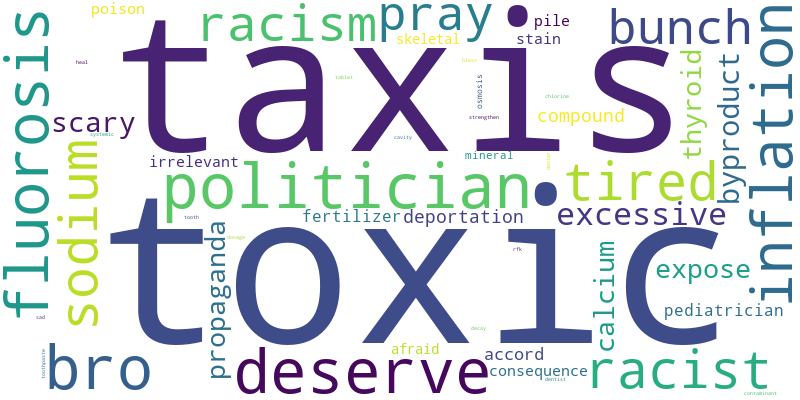 poison
racism
pray
pile
bunch
skeletal
stain
taxis
heal
tablet
osmosis
chlorine
strengthen
compound
thyroid
byproduct
inflation
fluorosis
scary
systemic
cavity
irrelevant
mineral
sodium
politician
tired
tooth
fertilizer
deportation
excessive
toxic
propaganda
dosage
rfk
calcium
expose
pediatrician
sad
decay
afraid
accord
toothpaste
bro
deserve
consequence
dentist
racist
contaminant